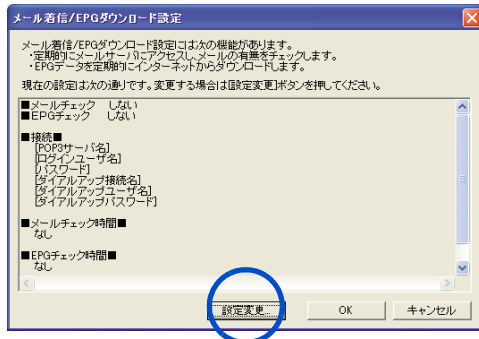 メール着信/EPGダウンロード設定
メール着信/EPGダウンロード設定には次の機能があります。
・定期的にメールサーバにアクセスし、メールの有無をチェックします。
・EPGデータを定期的にインターネットからダウンロードします。
現在の設定は次の通りです。変更する場合は[設定変更]ボタンを押してください。
■メールチェック しない
■EPGチェック しない
■接続■
[POP3サーバ名]
[ログインユーザ名]
[パスワード]
[ダイアルアップ接続名]
[ダイアルアップユーザ名]
[ダイアルアップパスワード]
■メールチェック時間■
なし
■EPGチェック時間■
なし
設定変更... OK キャンセル